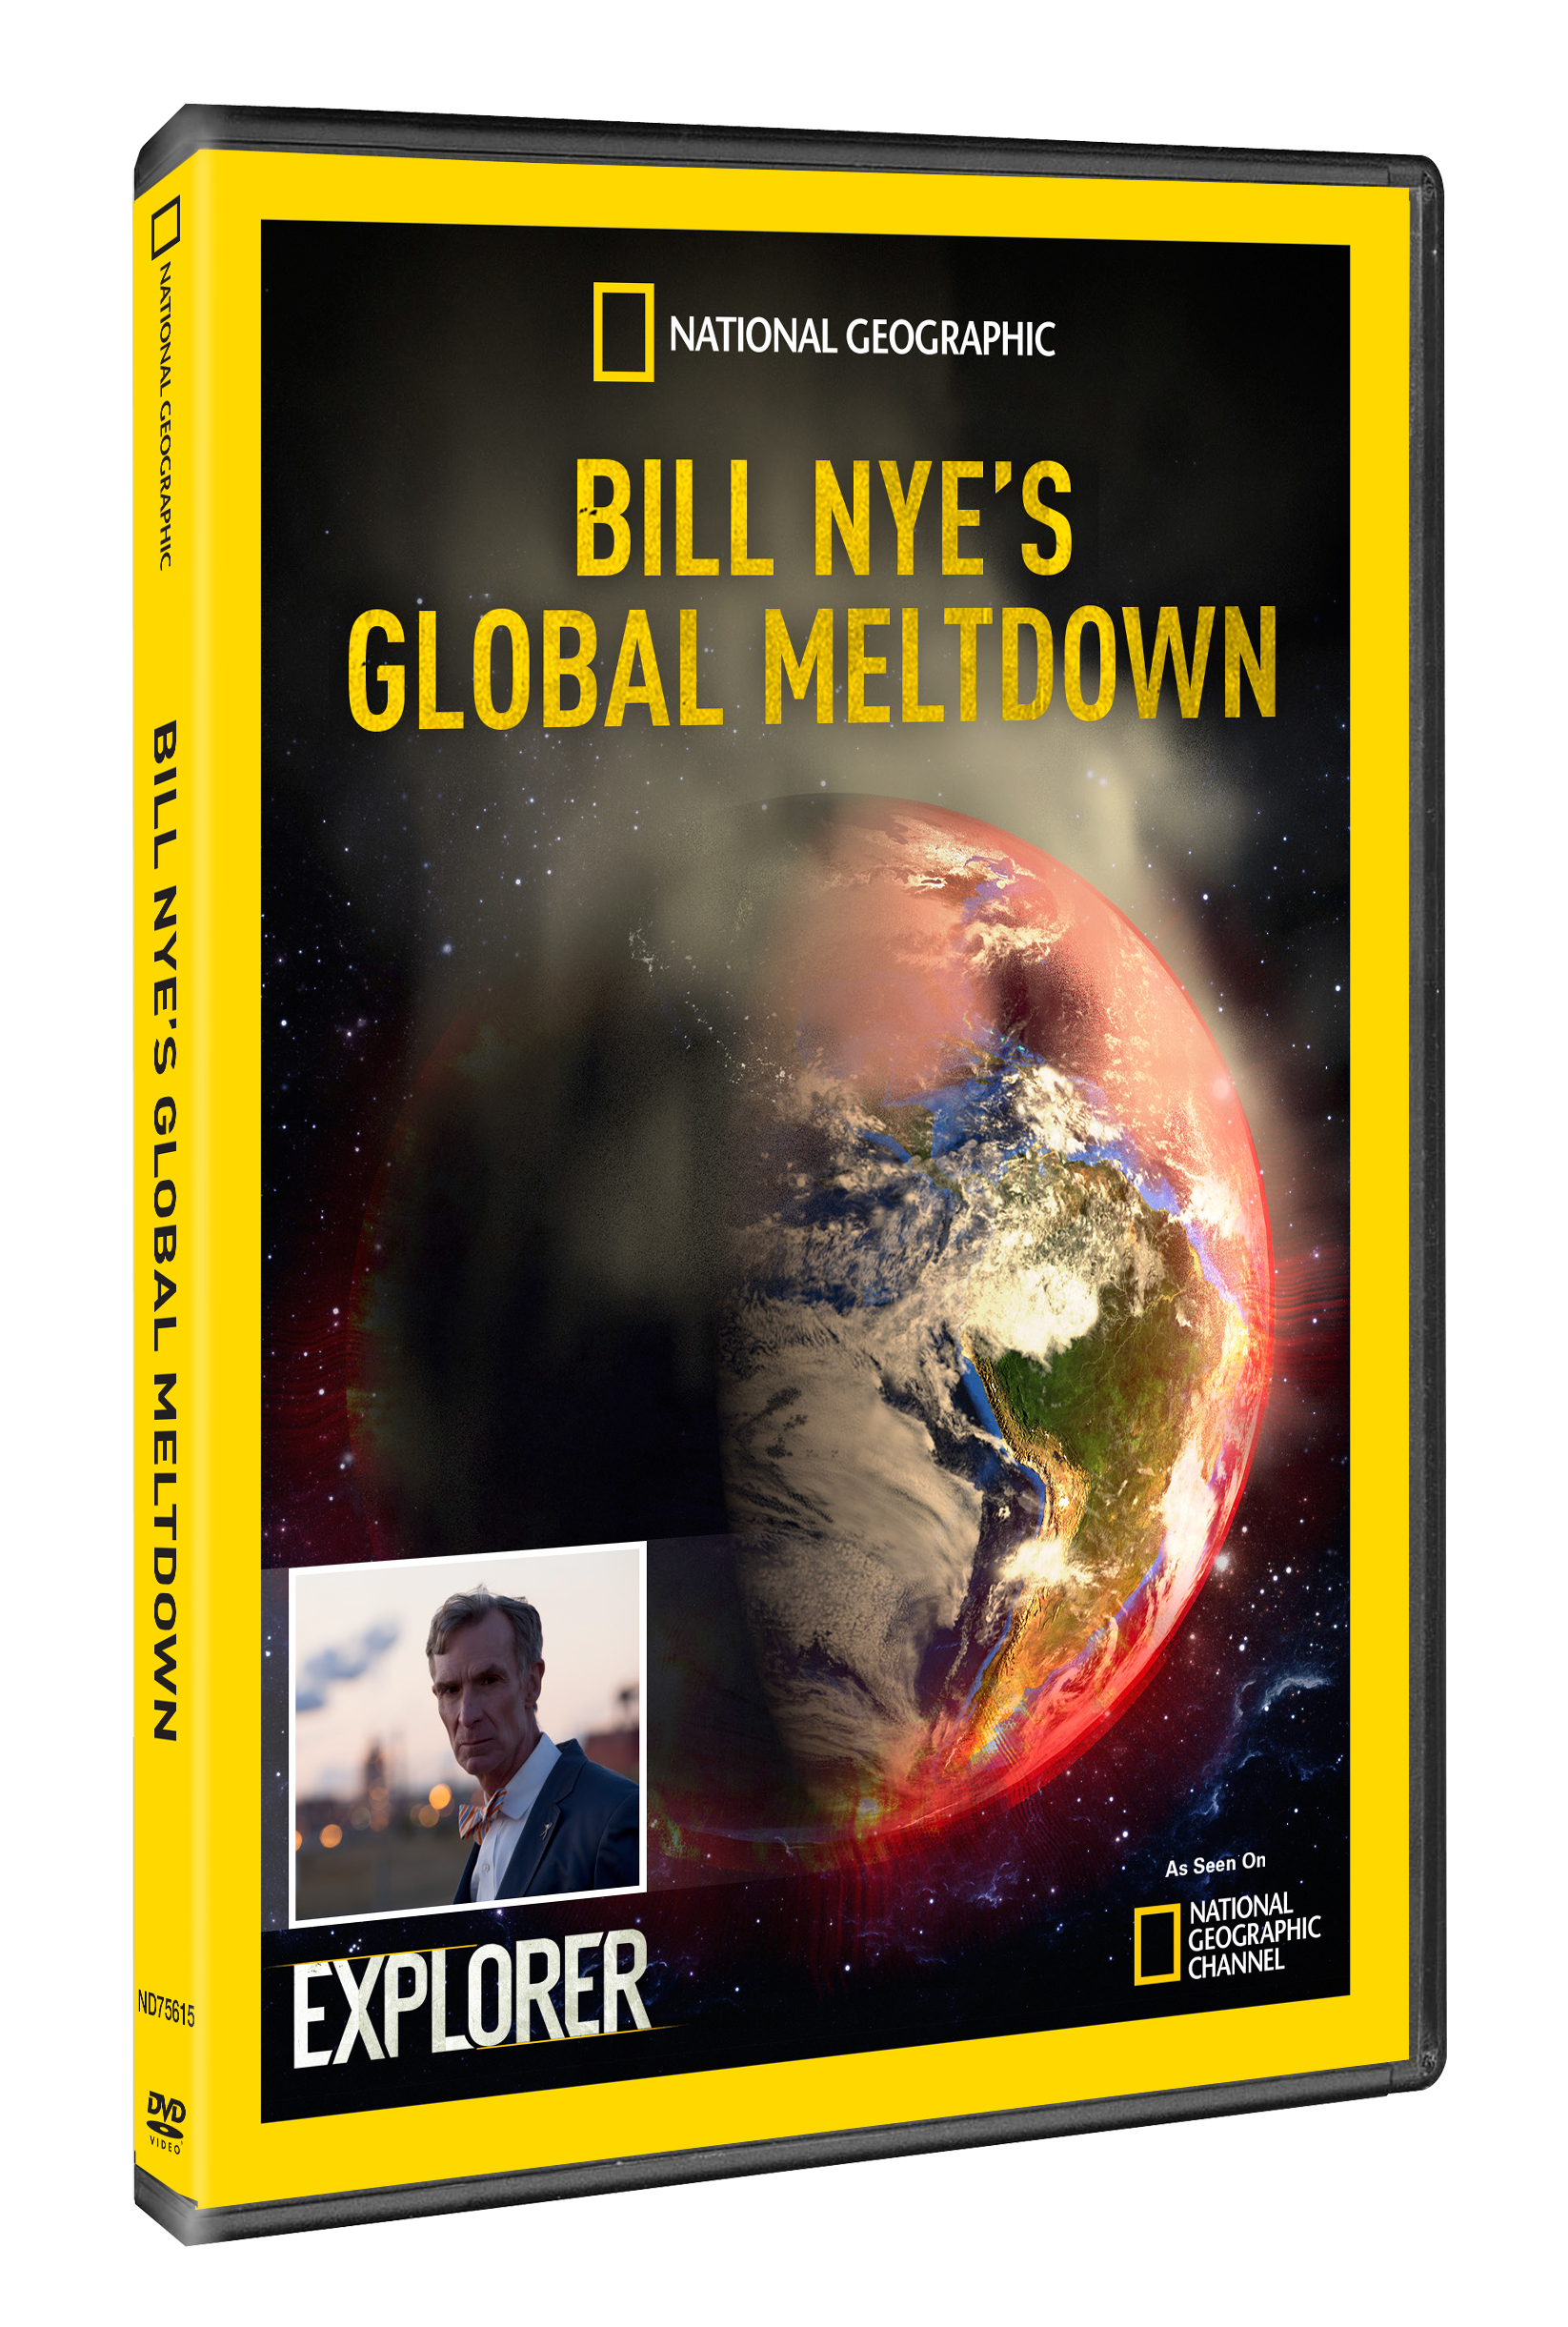 NATIONAL GEOGRAPHIC
BILL NYE'S GLOBAL MELTDOWN
ND75615
DVD
VIDEO
NATIONAL GEOGRAPHIC
BILL NYE'S
GLOBAL MELTDOWN
EXPLORER
As Seen On
NATIONAL
GEOGRAPHIC
CHANNEL